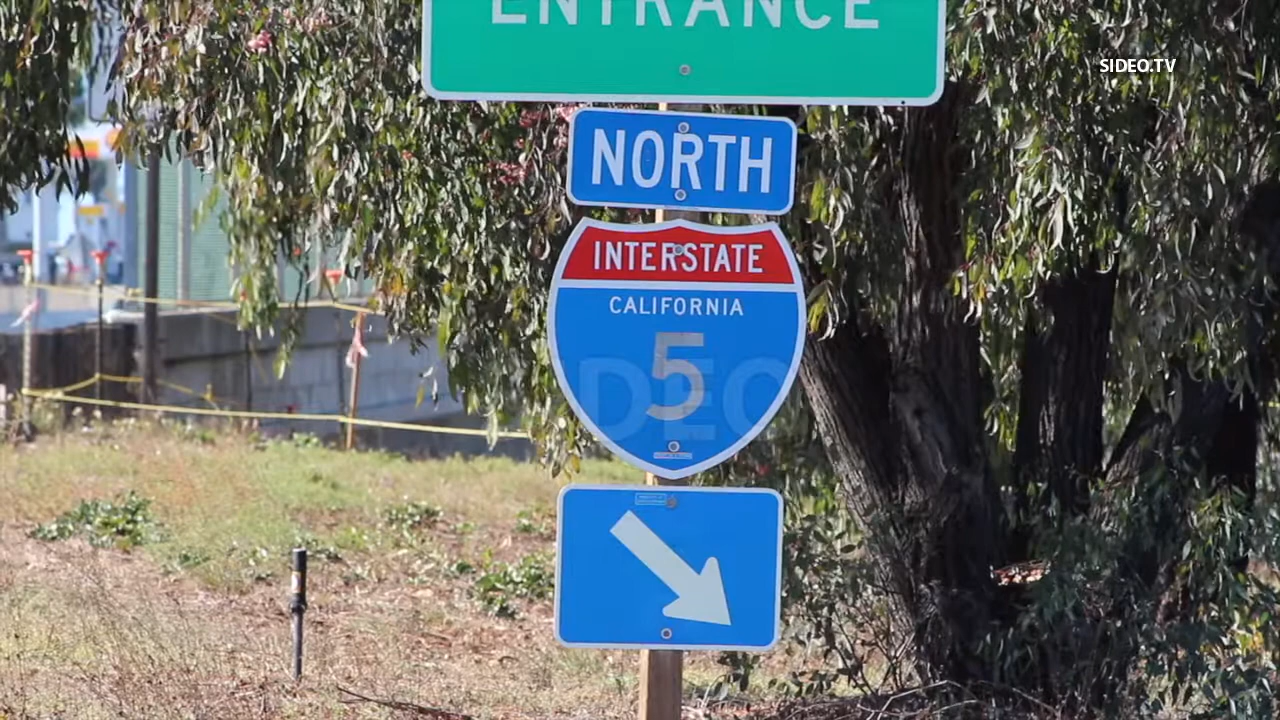 ENTRANCE
SIDEO.TV
NORTH
INTERSTATE
CALIFORNIA
5